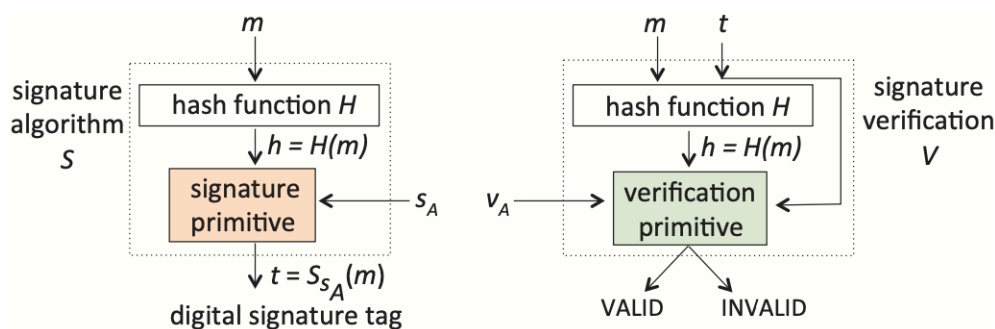 m
signature
algorithm
S
hash function H
h = H(m)
signature
primitive
s_A
t = S_{s_A}(m)
digital signature tag
m
t
signature
verification
V
hash function H
h = H(m)
v_A
verification
primitive
VALID
INVALID